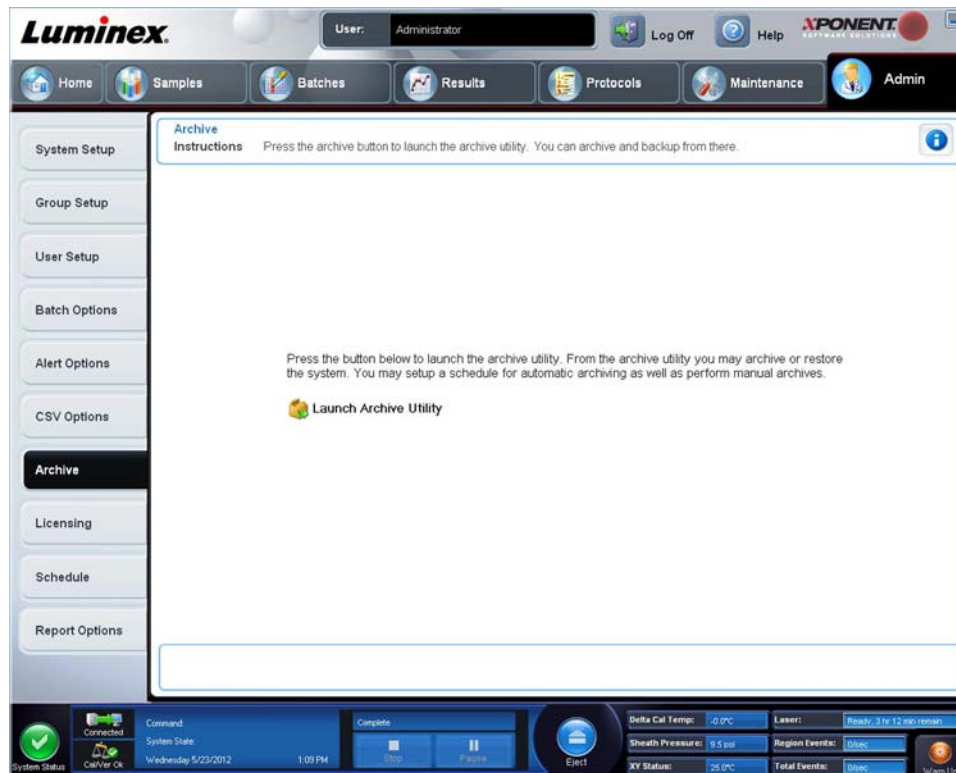 Luminex.
User: Administrator
Log Off
Help
XPONENT
SOFTWARE SOLUTIONS
Home
Samples
Batches
Results
Protocols
Maintenance
Admin
System Setup
Group Setup
User Setup
Batch Options
Alert Options
CSV Options
Archive
Licensing
Schedule
Report Options
Archive
Instructions Press the archive button to launch the archive utility. You can archive and backup from there.
Press the button below to launch the archive utility. From the archive utility you may archive or restore
the system. You may setup a schedule for automatic archiving as well as perform manual archives.
Launch Archive Utility
System Status
Connected
Cal/Ver Ok
Command:
System State:
Wednesday 5/23/2012 1:09 PM
Complete
Stop
Pause
Eject
Delta Cal Temp: -0.0°C
Sheath Pressure: 9.5 psi
XY Status: 25.0°C
Laser: Ready, 3 hr 12 min remain
Region Events: 0/sec
Total Events: 0/sec
Warm Up